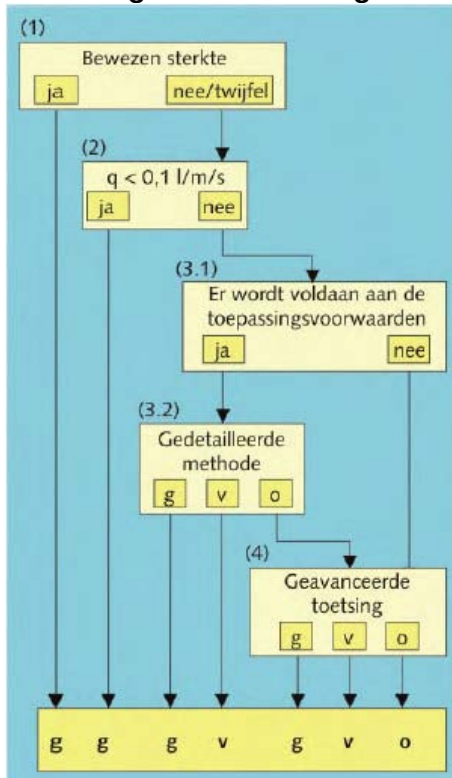 (1)
Bewezen sterkte
ja nee/twijfel
(2)
q < 0,1 l/m/s
ja nee
(3.1)
Er wordt voldaan aan de
toepassingsvoorwaarden
ja nee
(3.2)
Gedetailleerde
methode
g v o
(4)
Geavanceerde
toetsing
g v o
g g g v g v o